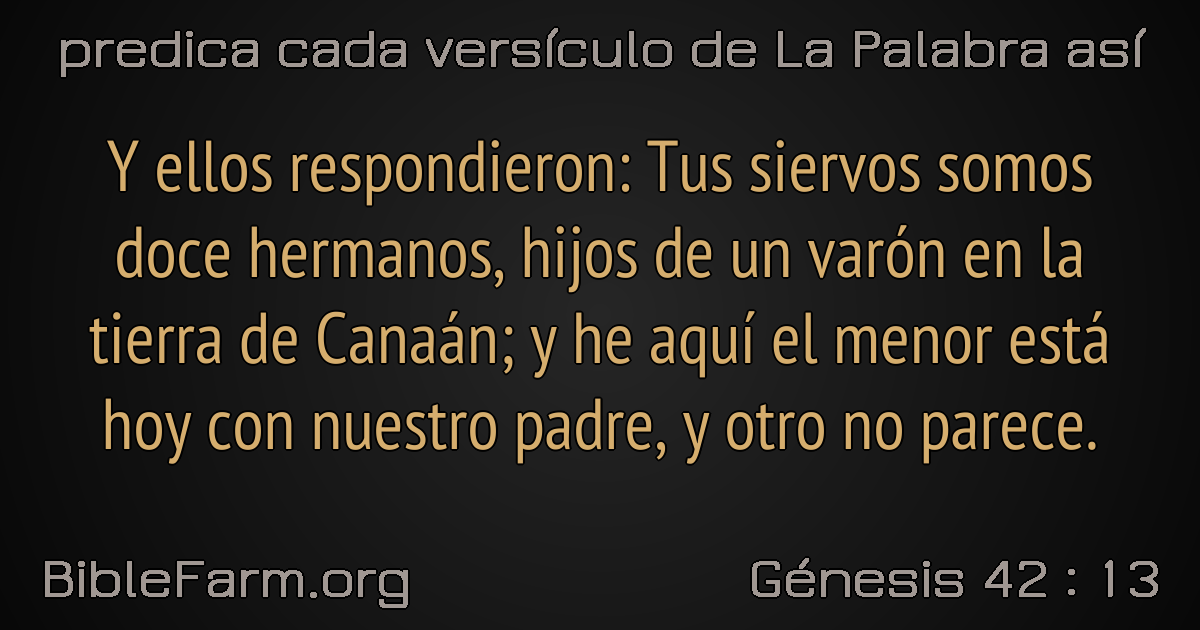 predica cada versículo de La Palabra así
Y ellos respondieron: Tus siervos somos
doce hermanos, hijos de un varón en la
tierra de Canaán; y he aquí el menor está
hoy con nuestro padre, y otro no parece.
BibleFarm.org
Génesis 42 : 13